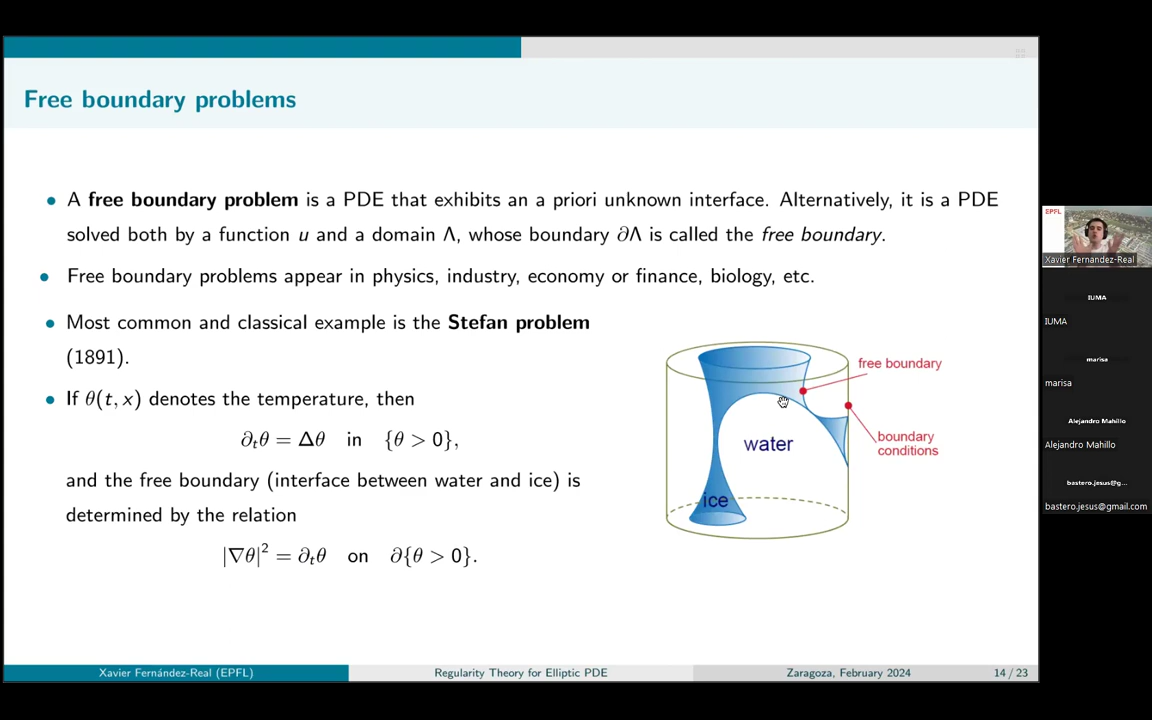 Free boundary problems
• A free boundary problem is a PDE that exhibits an a priori unknown interface. Alternatively, it is a PDE
solved both by a function u and a domain Λ, whose boundary ∂Λ is called the free boundary.
• Free boundary problems appear in physics, industry, economy or finance, biology, etc.
• Most common and classical example is the Stefan problem
(1891).
• If θ(t, x) denotes the temperature, then
∂ₜθ = Δθ in {θ > 0},
and the free boundary (interface between water and ice) is
determined by the relation
|∇θ|² = ∂ₜθ on ∂{θ > 0}.
free boundary
water
boundary
conditions
ice
Xavier Fernández-Real (EPFL)
Regularity Theory for Elliptic PDE
Zaragoza, February 2024
14 / 23
EPFL
Xavier Fernandez-Real
IUMA
IUMA
marisa
marisa
Alejandro Mahillo
Alejandro Mahillo
bastero.jesus@g...
bastero.jesus@gmail.com